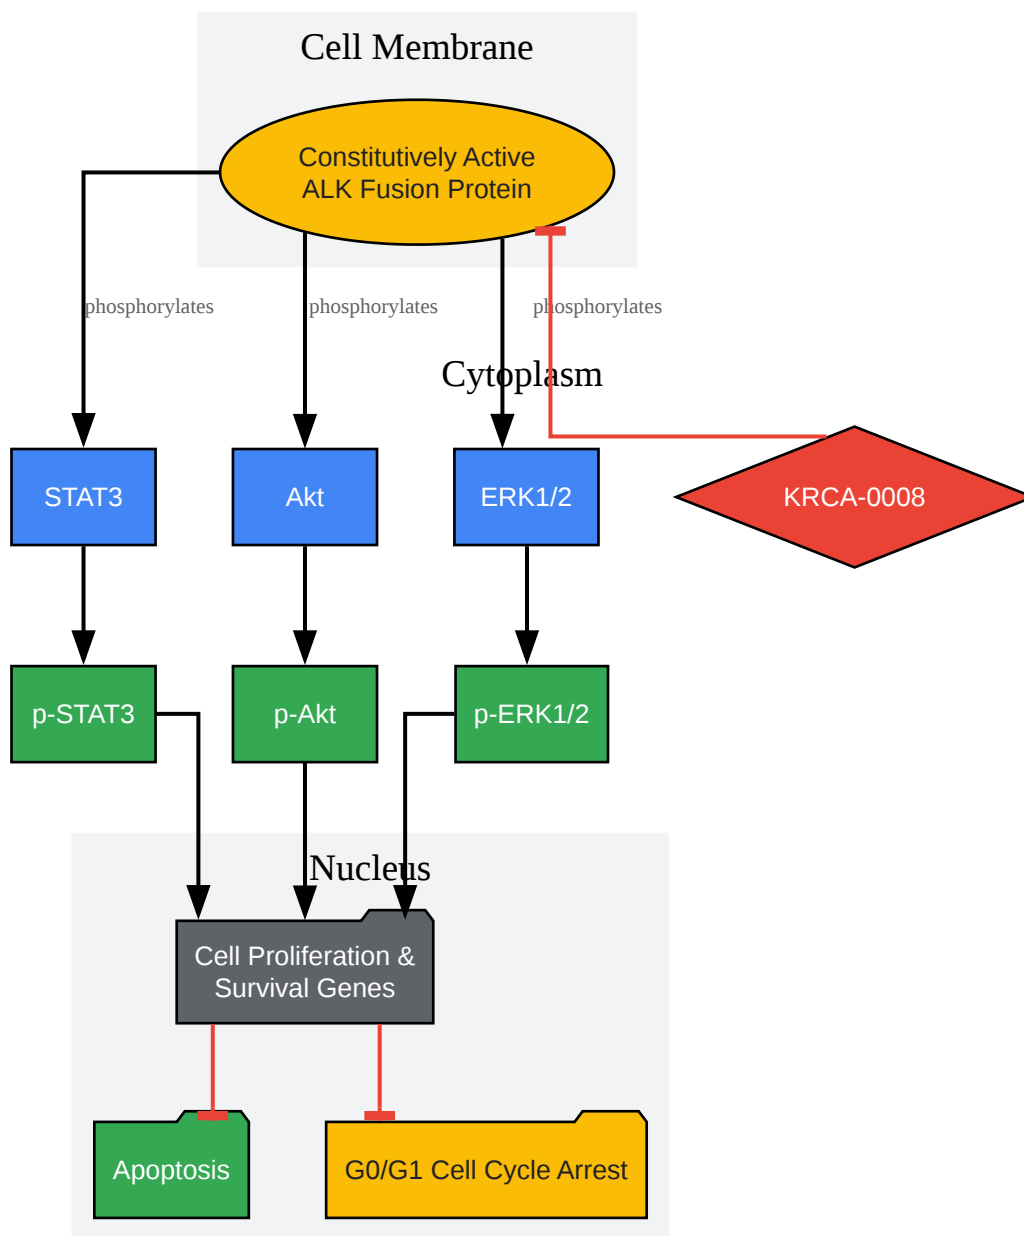 Cell Membrane
Constitutively Active
ALK Fusion Protein
phosphorylates
phosphorylates
phosphorylates
Cytoplasm
STAT3
Akt
ERK1/2
KRCA-0008
p-STAT3
p-Akt
p-ERK1/2
Nucleus
Cell Proliferation &
Survival Genes
Apoptosis
G0/G1 Cell Cycle Arrest